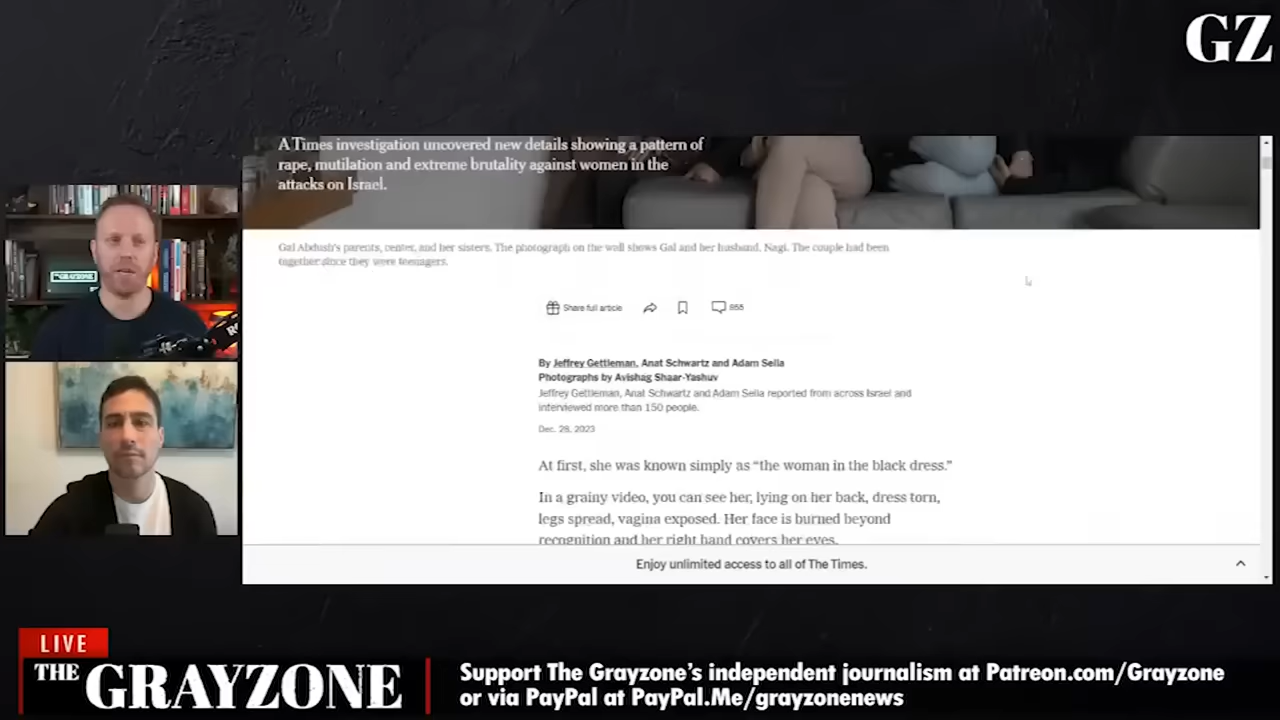 GZ
A Times investigation uncovered new details showing a pattern of
rape, mutilation and extreme brutality against women in the
attacks on Israel.
Gal Abdush's parents, center, and her sisters. The photograph on the wall shows Gal and her husband, Nagi. The couple had been
together since they were teenagers.
Share full article
By Jeffrey Gettleman, Anat Schwartz and Adam Sella
Photographs by Avishag Shaar-Yashuv
Jeffrey Gettleman, Anat Schwartz and Adam Sella reported from across Israel and
interviewed more than 150 people.
Dec. 28, 2023
At first, she was known simply as “the woman in the black dress.”
In a grainy video, you can see her, lying on her back, dress torn,
legs spread, vagina exposed. Her face is burned beyond
recognition and her right hand covers her eyes.
Enjoy unlimited access to all of The Times.
THE GRAYZONE
LIVE
THE GRAYZONE
Support The Grayzone's independent journalism at Patreon.com/Grayzone
or via PayPal at PayPal.Me/grayzonenews